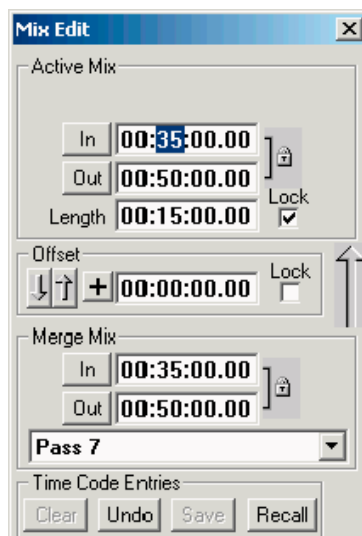 Mix Edit
Active Mix
In 00:35:00.00
Out 00:50:00.00
Lock
Length 00:15:00.00
Offset
Lock
+ 00:00:00.00
Merge Mix
In 00:35:00.00
Out 00:50:00.00
Pass 7
Time Code Entries
Clear Undo Save Recall